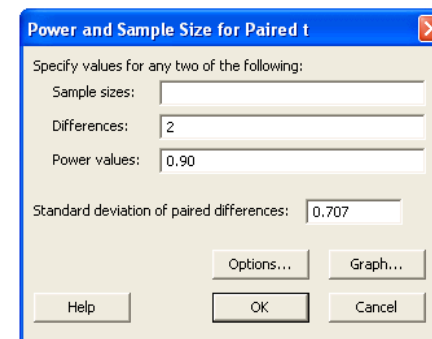 Power and Sample Size for Paired t
Specify values for any two of the following:
Sample sizes:
Differences: 2
Power values: 0.90
Standard deviation of paired differences: 0.707
Options... Graph...
Help OK Cancel